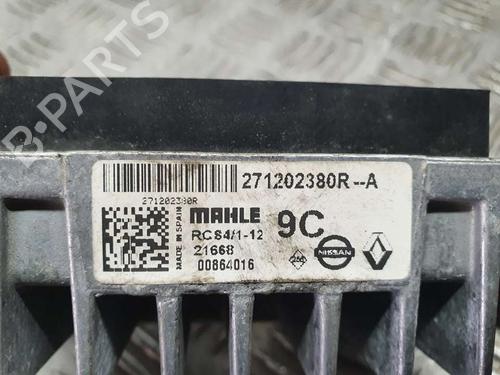 B-PARTS
271202380R--A
271202380R
MADE IN SPAIN
MAHLE
9C
RCS4/1-12
21668
00864016
NISSAN